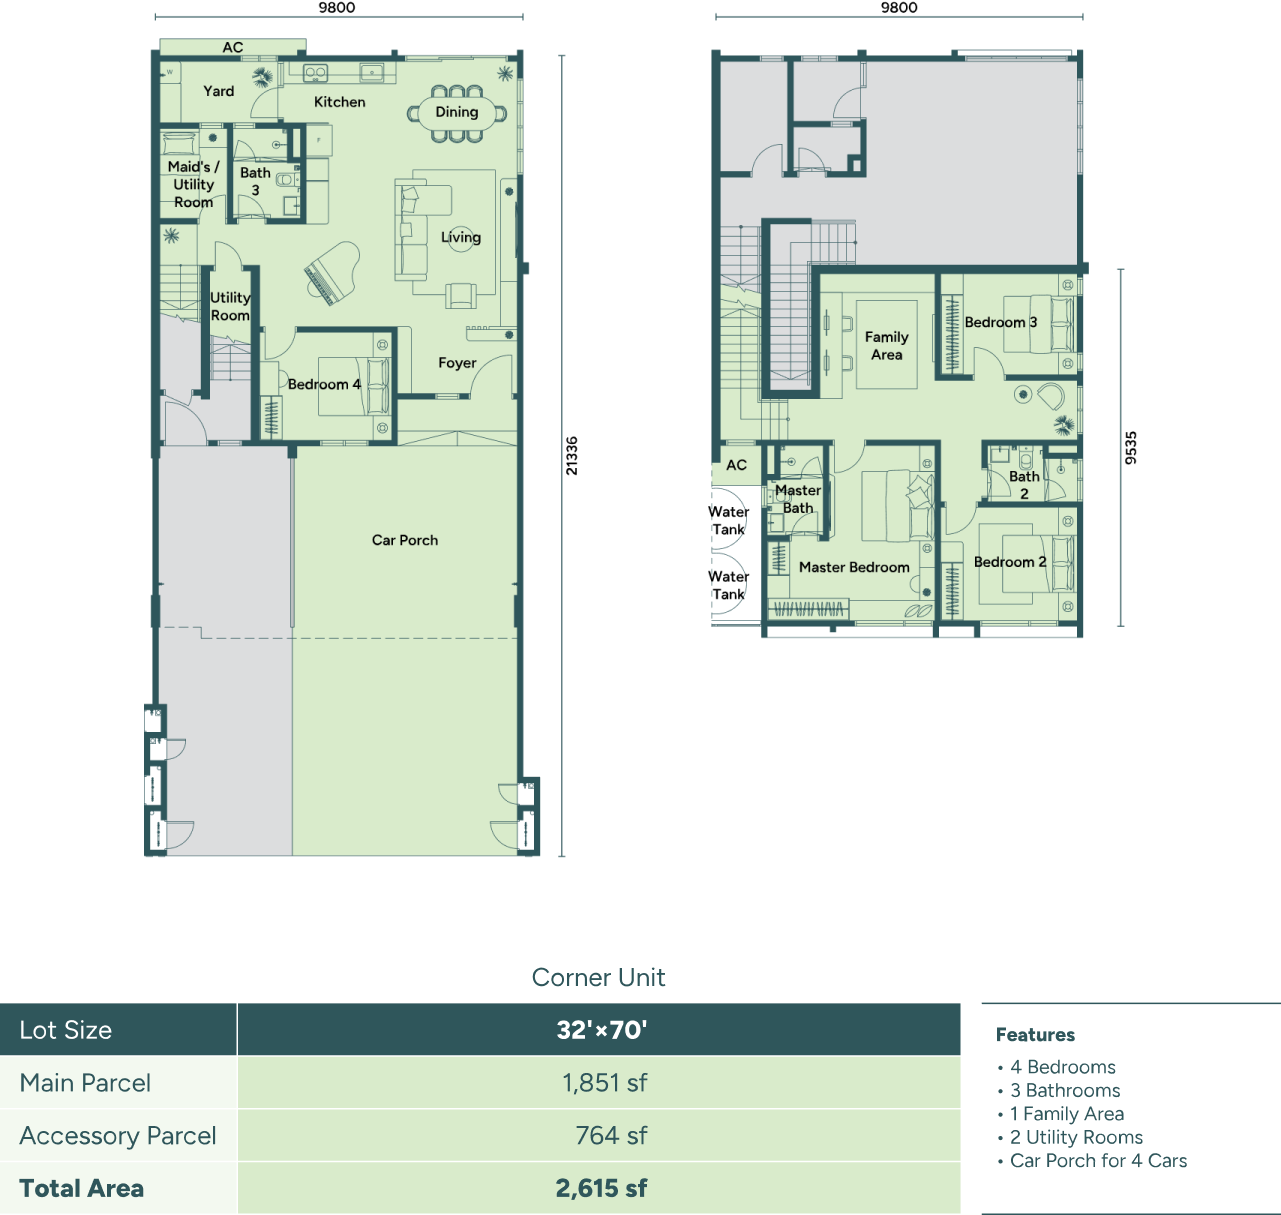 9800
AC
W
Yard
Kitchen
Dining
F
Maid's /
Utility
Room
Bath
3
Living
Utility
Room
Foyer
Bedroom 4
Car Porch
21336
9800
Family
Area
Bedroom 3
AC
Master
Bath
Bath
2
Water
Tank
Master Bedroom
Bedroom 2
Water
Tank
9535
Corner Unit
Lot Size 32'×70'
Main Parcel 1,851 sf
Accessory Parcel 764 sf
Total Area 2,615 sf
Features
• 4 Bedrooms
• 3 Bathrooms
• 1 Family Area
• 2 Utility Rooms
• Car Porch for 4 Cars